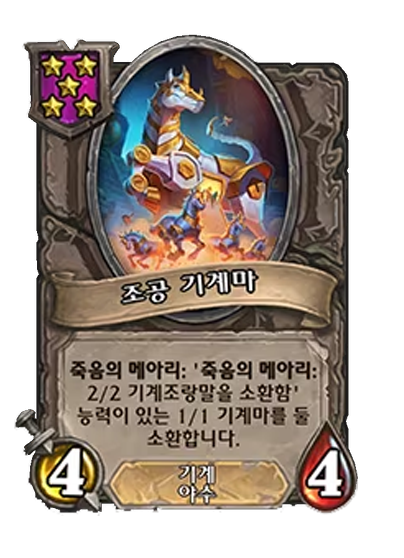 조공 기계마
죽음의 메아리: '죽음의 메아리:
2/2 기계조랑말을 소환함'
능력이 있는 1/1 기계마를 둘
소환합니다.
4
기계
야수
4